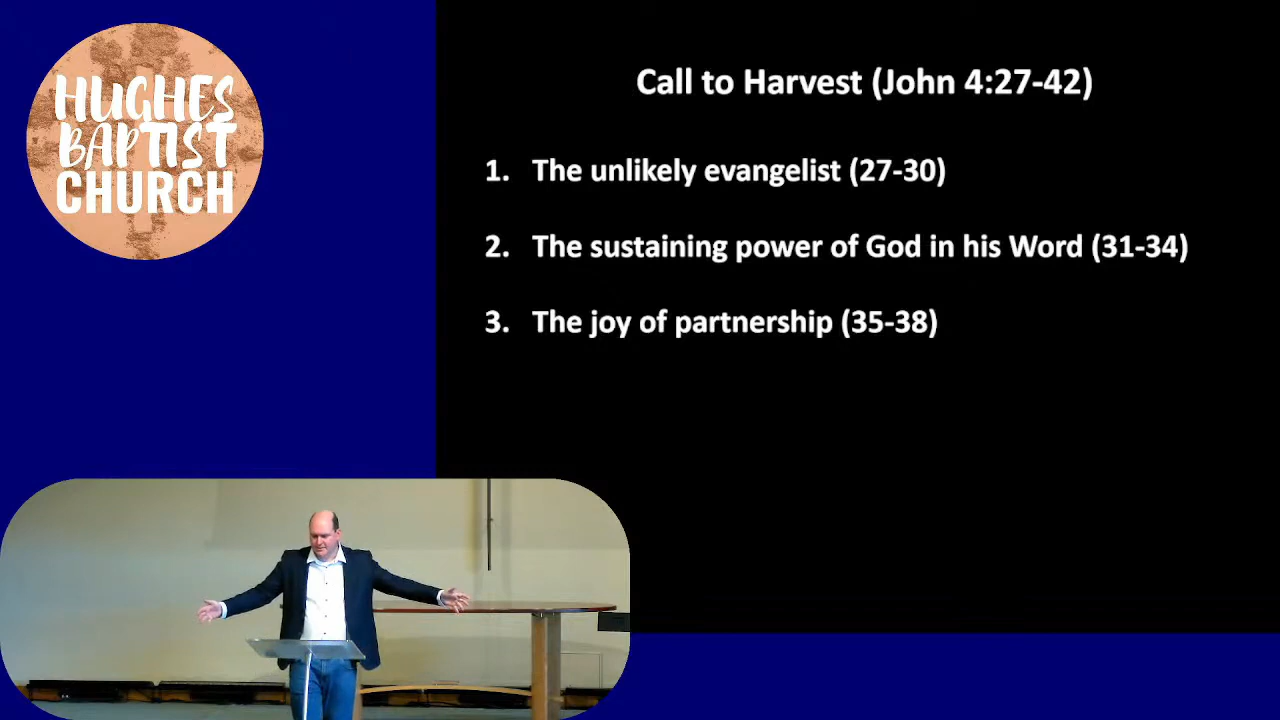 HUGHES
BAPTIST
CHURCH
Call to Harvest (John 4:27-42)
1. The unlikely evangelist (27-30)
2. The sustaining power of God in his Word (31-34)
3. The joy of partnership (35-38)